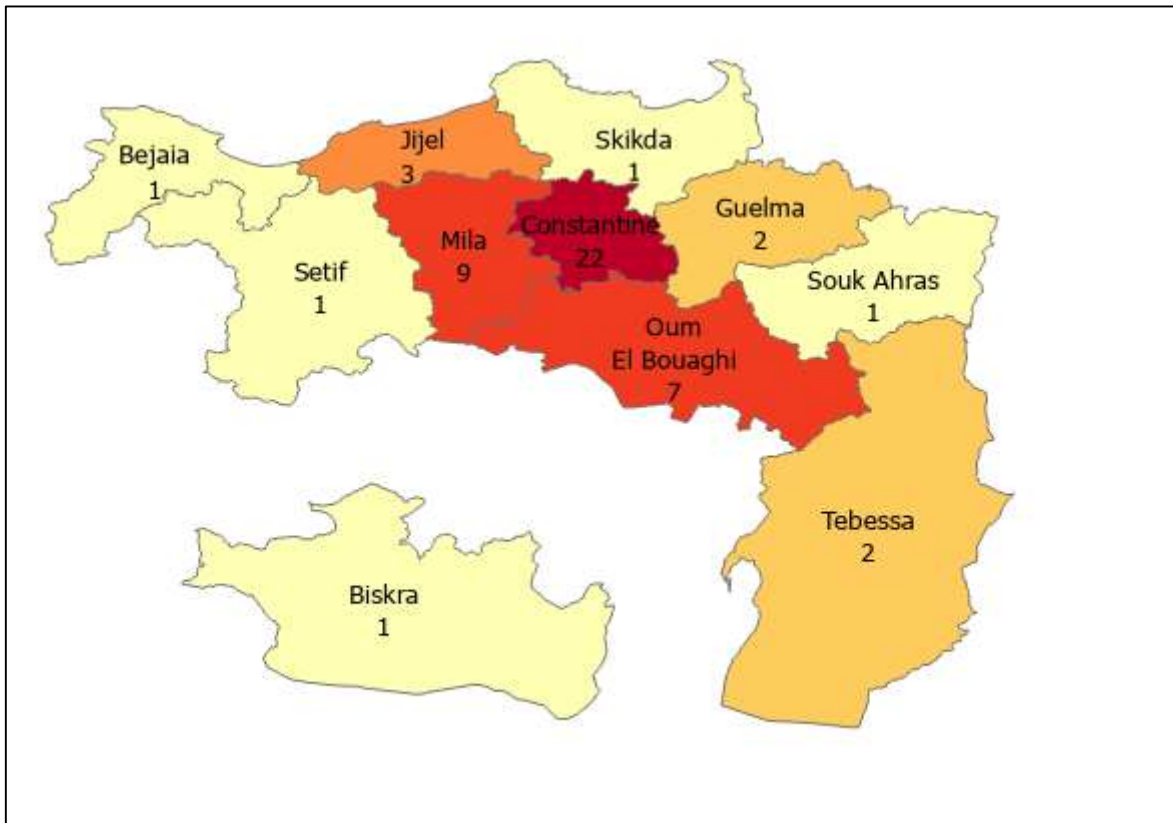 Jijel
3
Skikda
1
Bejaia
1
Guelma
2
Constantine
22
Mila
9
Setif
1
Souk Ahras
1
Oum
El Bouaghi
7
Tebessa
2
Biskra
1